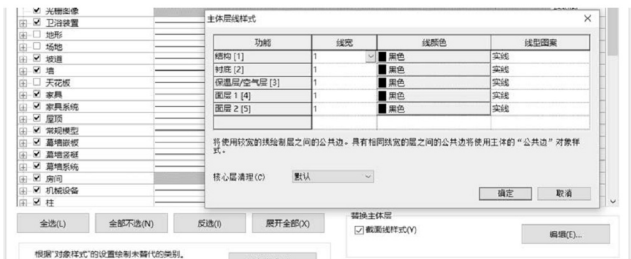 光栅图像
卫浴装置
地形
场地
坡道
墙
天花板
家具
家具系统
屋顶
常规模型
幕墙嵌板
幕墙竖梃
幕墙系统
房间
机械设备
柱
主体层线样式
功能 线宽 线颜色 线型图案
结构 [1] 1 黑色 实线
衬底 [2] 1 黑色 实线
保温层/空气层 [3] 1 黑色 实线
面层 1 [4] 1 黑色 实线
面层 2 [5] 1 黑色 实线
将使用较宽的线绘制层之间的公共边。具有相同线宽的层之间的公共边将使用主体的“公共边”对象样
式。
核心层清理(C) 默认
确定 取消
全选(L) 全部不选(N) 反选(I) 展开全部(X)
替换主体层
截面线样式(Y)
编辑(E)...
根据"对象样式"的设置绘制未替代的类别。